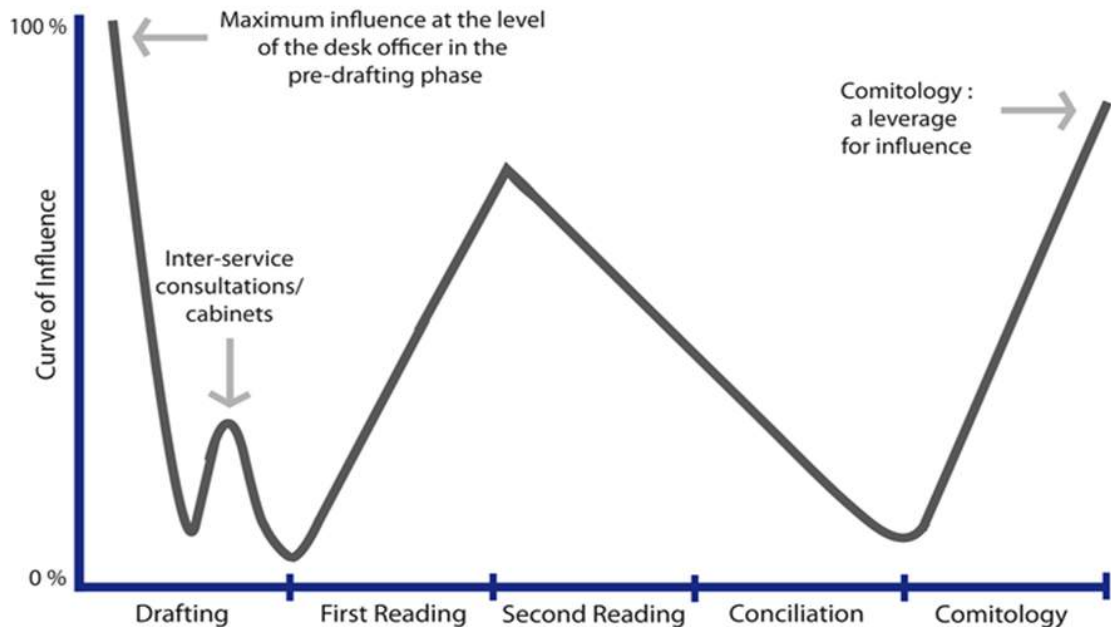 100 %
Maximum influence at the level
of the desk officer in the
pre-drafting phase
Comitology :
a leverage
for influence
Inter-service
consultations/
cabinets
Curve of Influence
0 %
Drafting
First Reading
Second Reading
Conciliation
Comitology